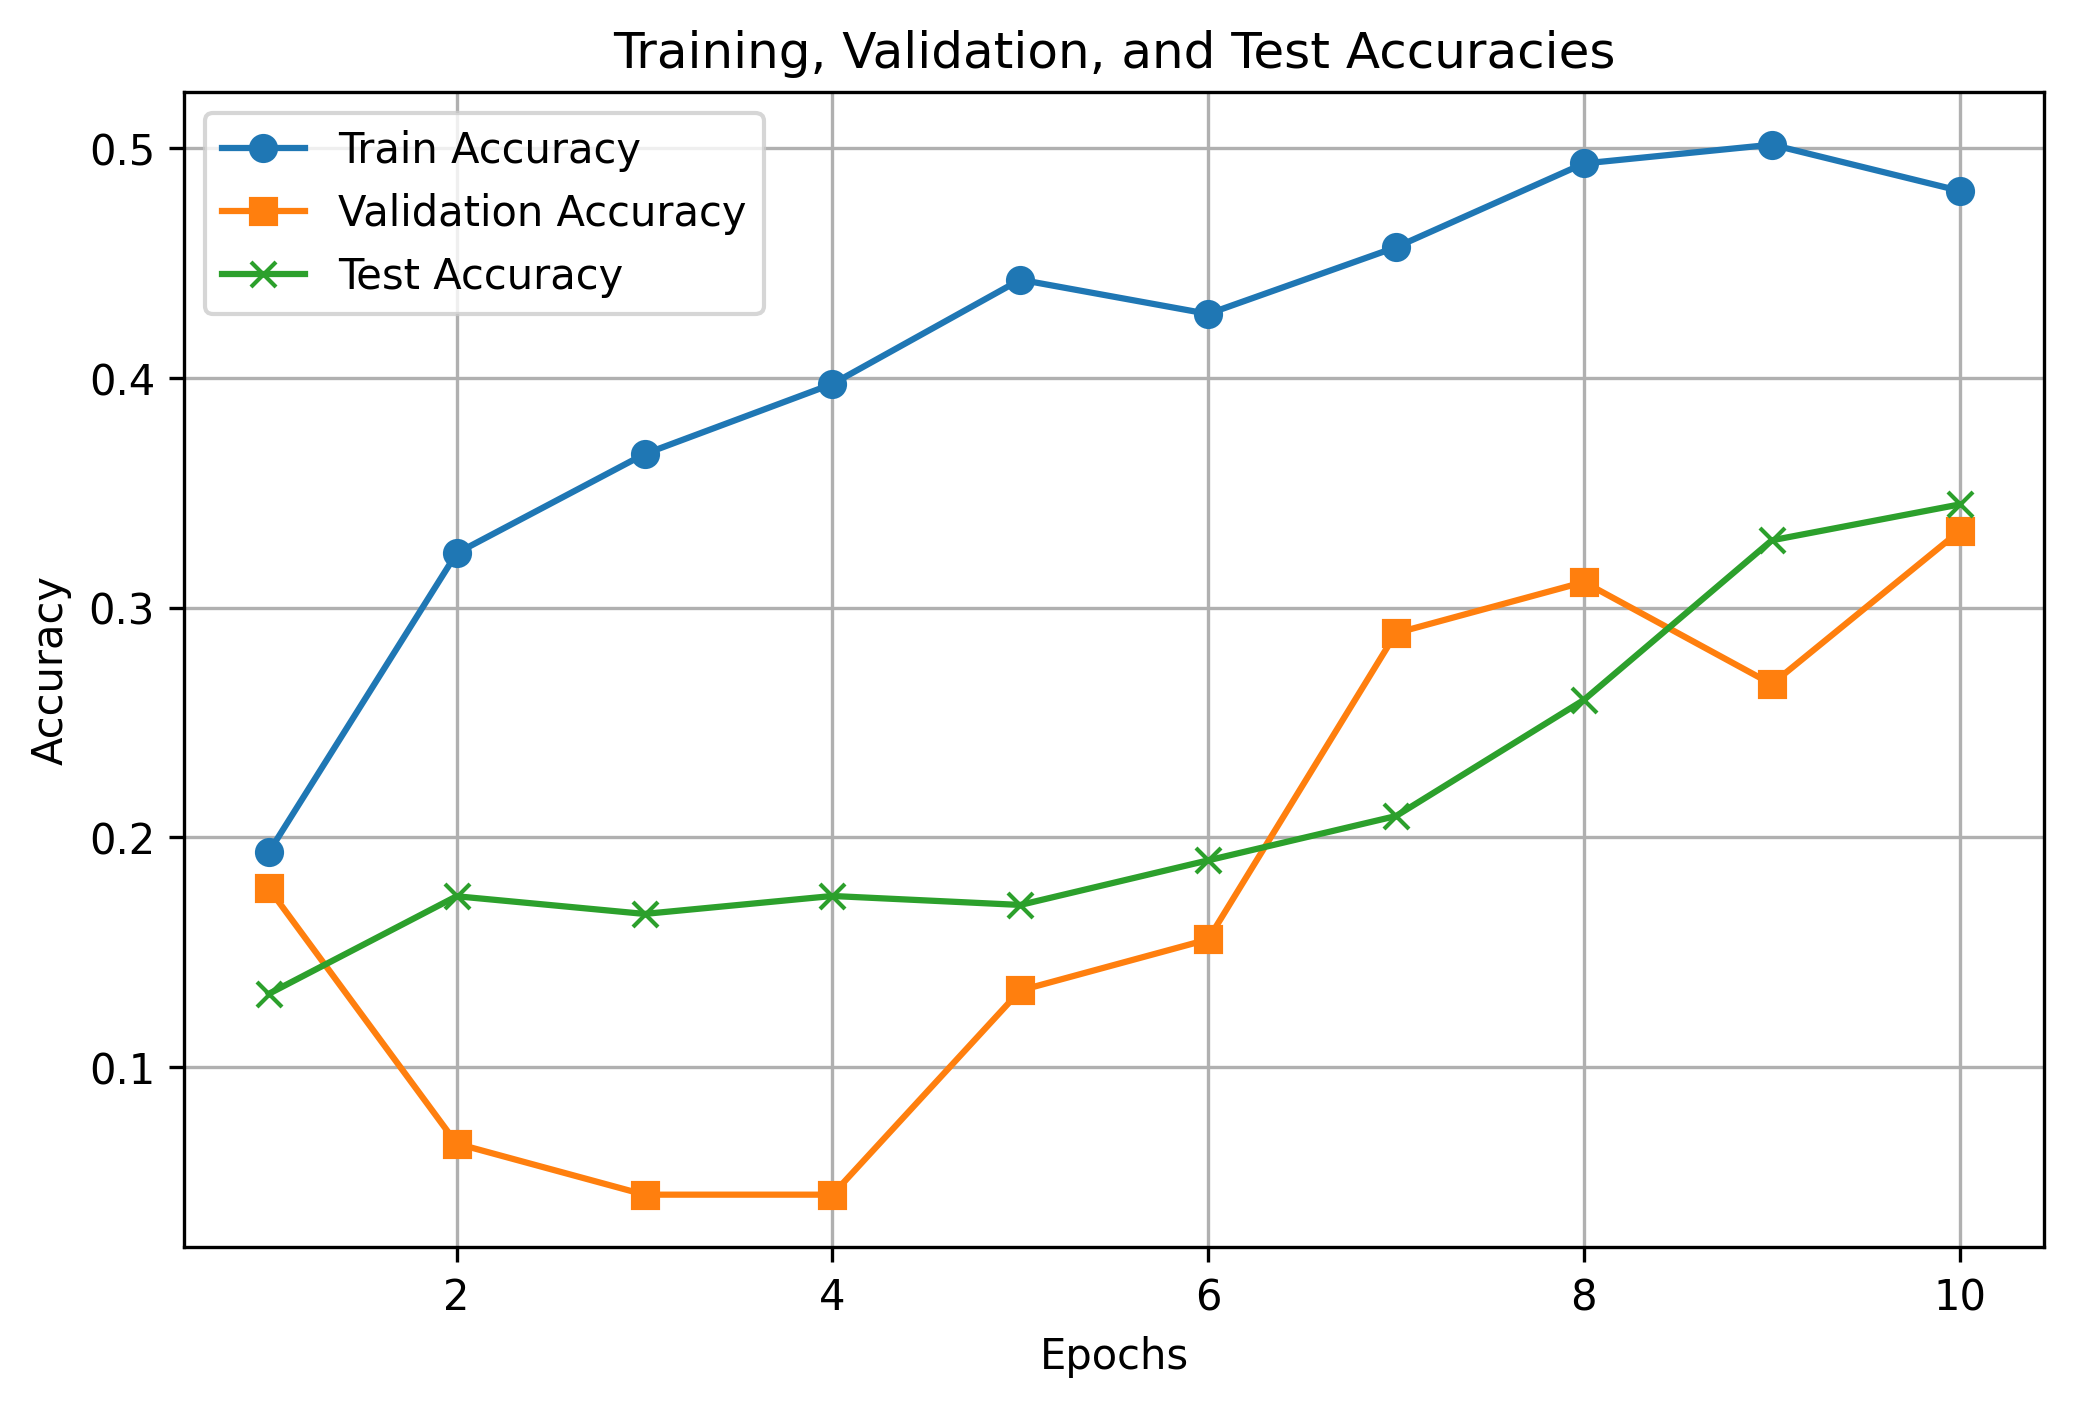 Training, Validation, and Test Accuracies
Train Accuracy
Validation Accuracy
Test Accuracy
0.5
0.4
0.3
0.2
0.1
Accuracy
2 4 6 8 10
Epochs